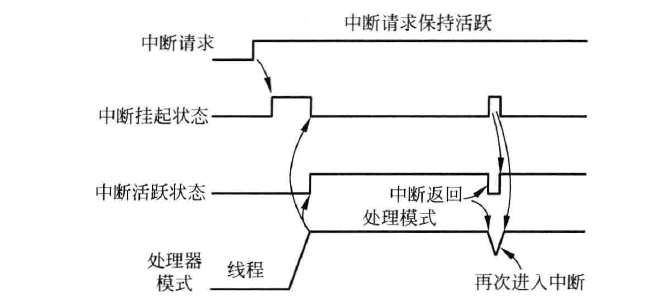 中断请求保持活跃
中断请求
中断挂起状态
中断活跃状态
中断返回
处理模式
处理器
模式
线程
再次进入中断